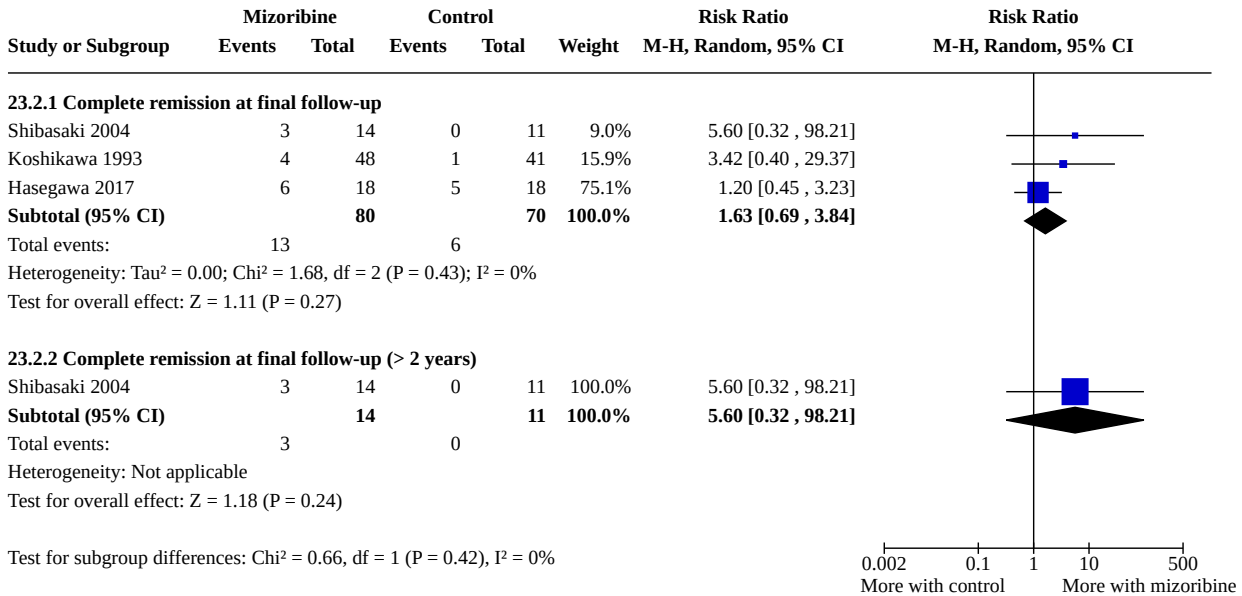 Mizoribine Control Risk Ratio Risk Ratio
Study or Subgroup Events Total Events Total Weight M-H, Random, 95% CI M-H, Random, 95% CI
23.2.1 Complete remission at final follow-up
Shibasaki 2004 3 14 0 11 9.0% 5.60 [0.32 , 98.21]
Koshikawa 1993 4 48 1 41 15.9% 3.42 [0.40 , 29.37]
Hasegawa 2017 6 18 5 18 75.1% 1.20 [0.45 , 3.23]
Subtotal (95% CI) 80 70 100.0% 1.63 [0.69 , 3.84]
Total events: 13 6
Heterogeneity: Tau² = 0.00; Chi² = 1.68, df = 2 (P = 0.43); I² = 0%
Test for overall effect: Z = 1.11 (P = 0.27)
23.2.2 Complete remission at final follow-up (> 2 years)
Shibasaki 2004 3 14 0 11 100.0% 5.60 [0.32 , 98.21]
Subtotal (95% CI) 14 11 100.0% 5.60 [0.32 , 98.21]
Total events: 3 0
Heterogeneity: Not applicable
Test for overall effect: Z = 1.18 (P = 0.24)
Test for subgroup differences: Chi² = 0.66, df = 1 (P = 0.42), I² = 0%
0.002 0.1 1 10 500
More with control More with mizoribine